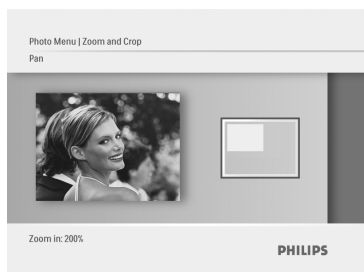 Photo Menu | Zoom and Crop
Pan
Zoom in: 200%
PHILIPS